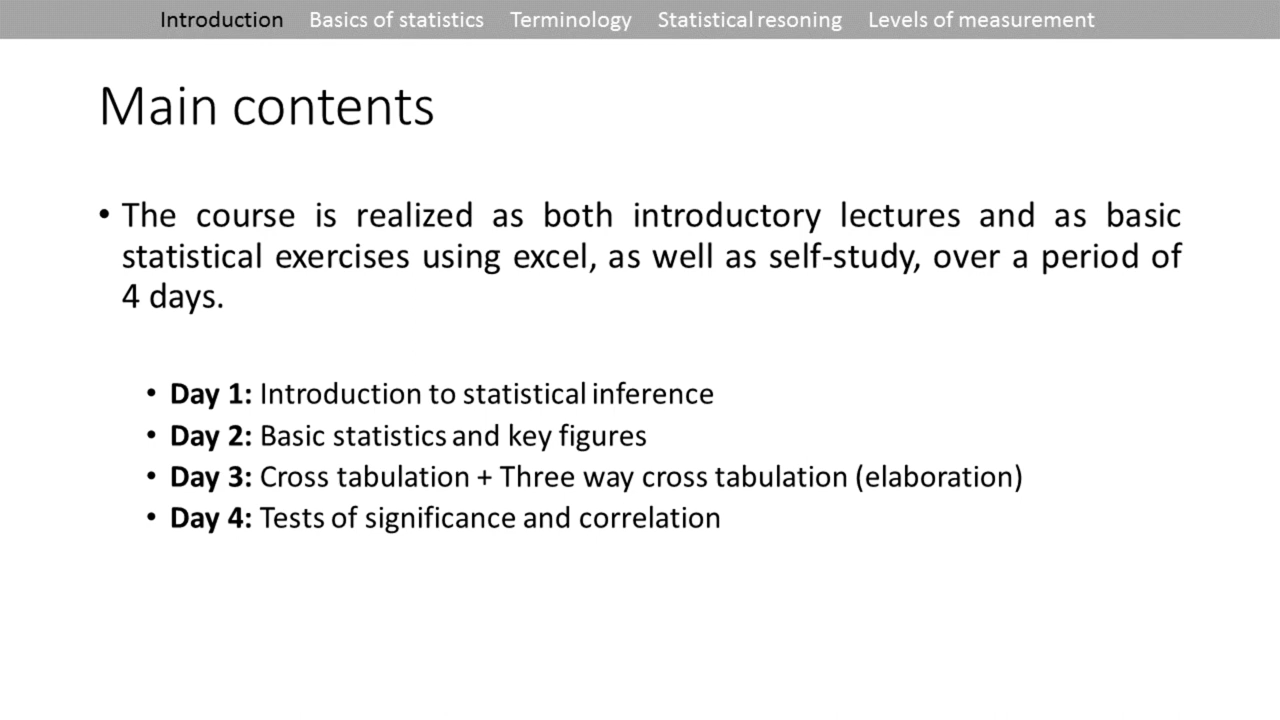 Introduction Basics of statistics Terminology Statistical resoning Levels of measurement
Main contents
• The course is realized as both introductory lectures and as basic
statistical exercises using excel, as well as self-study, over a period of
4 days.
• Day 1: Introduction to statistical inference
• Day 2: Basic statistics and key figures
• Day 3: Cross tabulation + Three way cross tabulation (elaboration)
• Day 4: Tests of significance and correlation